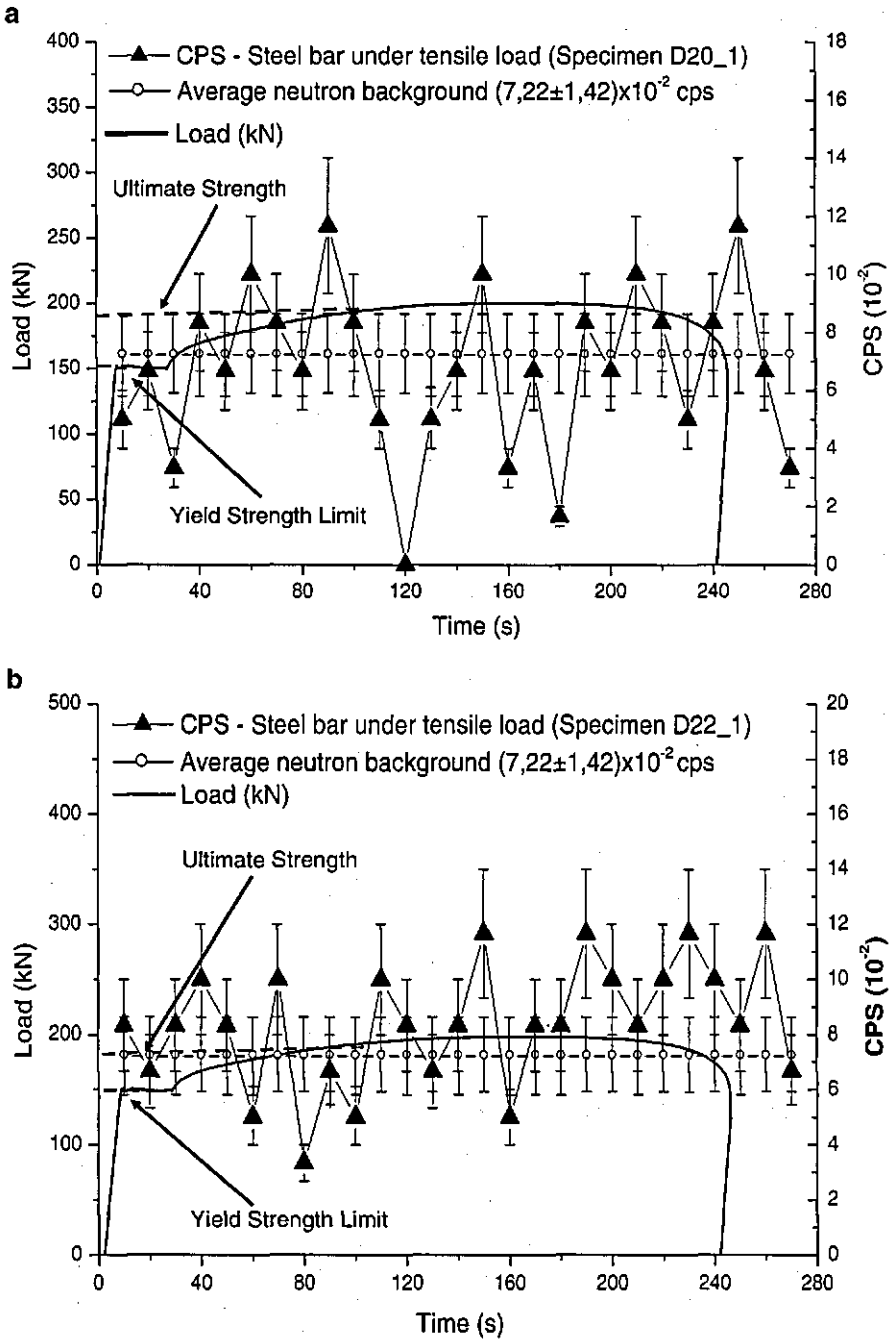 a
CPS - Steel bar under tensile load (Specimen D20_1)
Average neutron background (7,22±1,42)x10⁻² cps
Load (kN)
Ultimate Strength
Yield Strength Limit
400
350
300
250
200
150
100
50
0
Load (kN)
18
16
14
12
10
8
6
4
2
0
CPS (10⁻²)
0 40 80 120 160 200 240 280
Time (s)
b
CPS - Steel bar under tensile load (Specimen D22_1)
Average neutron background (7,22±1,42)x10⁻² cps
Load (kN)
Ultimate Strength
Yield Strength Limit
500
400
300
200
100
0
Load (kN)
20
18
16
14
12
10
8
6
4
2
0
CPS (10⁻²)
0 40 80 120 160 200 240 280
Time (s)